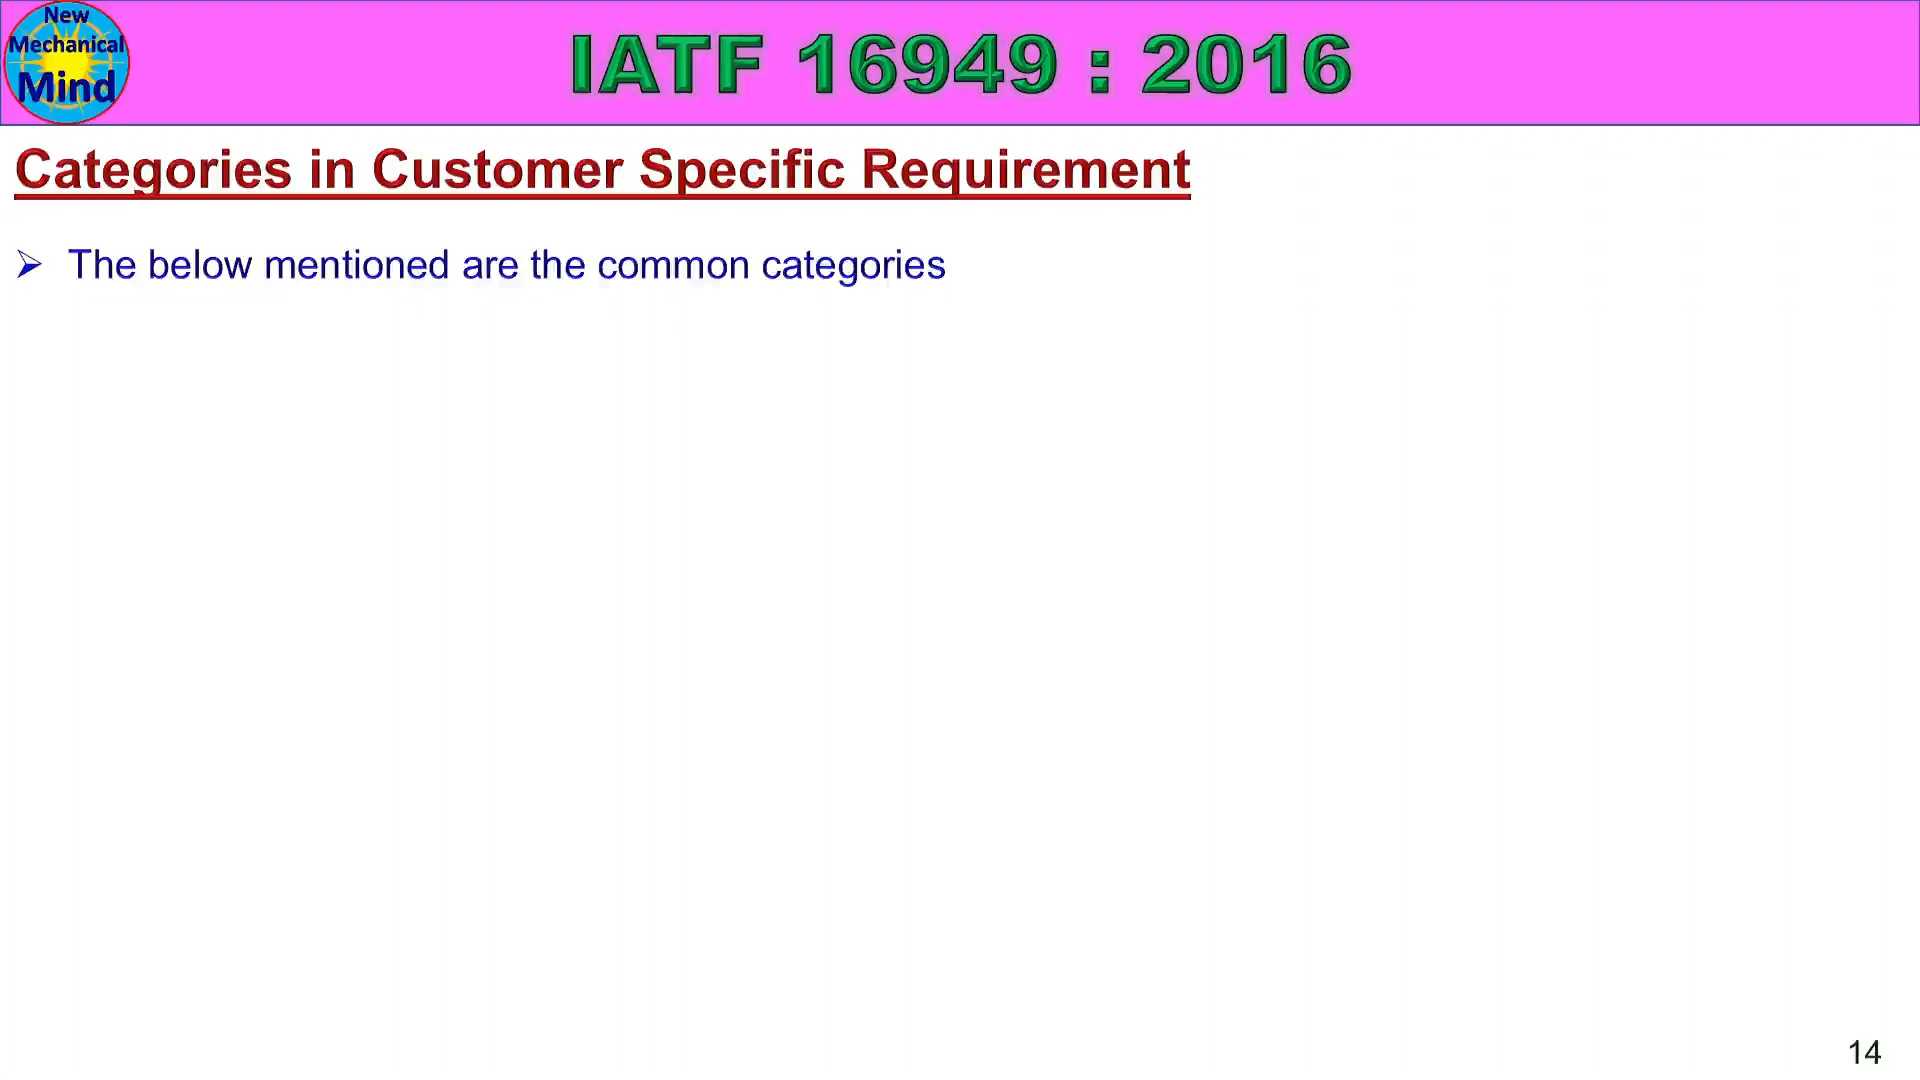 New
Mechanical
Mind
IATF 16949 : 2016
Categories in Customer Specific Requirement
➢ The below mentioned are the common categories
14